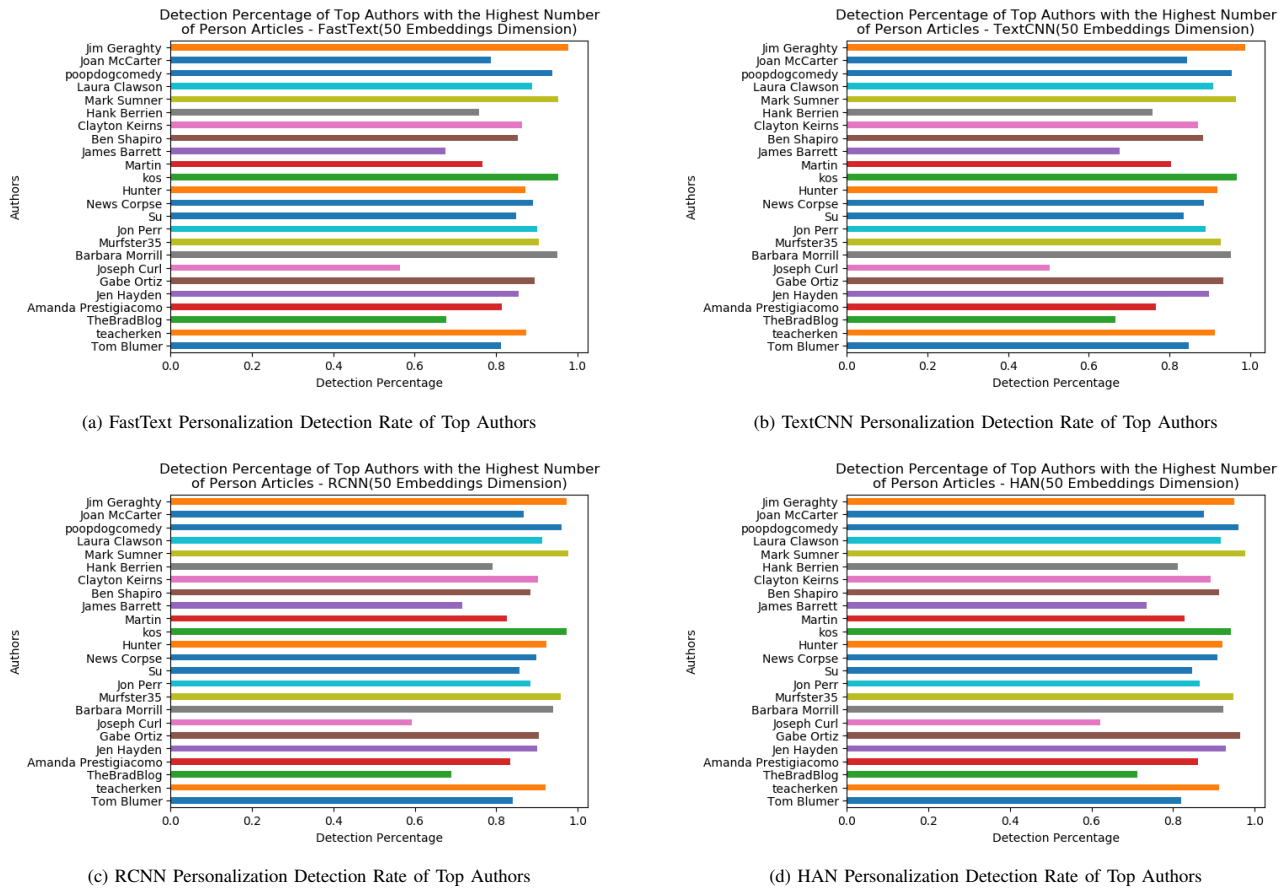 Detection Percentage of Top Authors with the Highest Number
of Person Articles - FastText(50 Embeddings Dimension)
Authors
Jim Geraghty
Joan McCarter
poopdogcomedy
Laura Clawson
Mark Sumner
Hank Berrien
Clayton Keirns
Ben Shapiro
James Barrett
Martin
kos
Hunter
News Corpse
Su
Jon Perr
Murfster35
Barbara Morrill
Joseph Curl
Gabe Ortiz
Jen Hayden
Amanda Prestigiacomo
TheBradBlog
teacherken
Tom Blumer
0.0 0.2 0.4 0.6 0.8 1.0
Detection Percentage
(a) FastText Personalization Detection Rate of Top Authors
Detection Percentage of Top Authors with the Highest Number
of Person Articles - TextCNN(50 Embeddings Dimension)
Authors
Jim Geraghty
Joan McCarter
poopdogcomedy
Laura Clawson
Mark Sumner
Hank Berrien
Clayton Keirns
Ben Shapiro
James Barrett
Martin
kos
Hunter
News Corpse
Su
Jon Perr
Murfster35
Barbara Morrill
Joseph Curl
Gabe Ortiz
Jen Hayden
Amanda Prestigiacomo
TheBradBlog
teacherken
Tom Blumer
0.0 0.2 0.4 0.6 0.8 1.0
Detection Percentage
(b) TextCNN Personalization Detection Rate of Top Authors
Detection Percentage of Top Authors with the Highest Number
of Person Articles - RCNN(50 Embeddings Dimension)
Authors
Jim Geraghty
Joan McCarter
poopdogcomedy
Laura Clawson
Mark Sumner
Hank Berrien
Clayton Keirns
Ben Shapiro
James Barrett
Martin
kos
Hunter
News Corpse
Su
Jon Perr
Murfster35
Barbara Morrill
Joseph Curl
Gabe Ortiz
Jen Hayden
Amanda Prestigiacomo
TheBradBlog
teacherken
Tom Blumer
0.0 0.2 0.4 0.6 0.8 1.0
Detection Percentage
(c) RCNN Personalization Detection Rate of Top Authors
Detection Percentage of Top Authors with the Highest Number
of Person Articles - HAN(50 Embeddings Dimension)
Authors
Jim Geraghty
Joan McCarter
poopdogcomedy
Laura Clawson
Mark Sumner
Hank Berrien
Clayton Keirns
Ben Shapiro
James Barrett
Martin
kos
Hunter
News Corpse
Su
Jon Perr
Murfster35
Barbara Morrill
Joseph Curl
Gabe Ortiz
Jen Hayden
Amanda Prestigiacomo
TheBradBlog
teacherken
Tom Blumer
0.0 0.2 0.4 0.6 0.8 1.0
Detection Percentage
(d) HAN Personalization Detection Rate of Top Authors